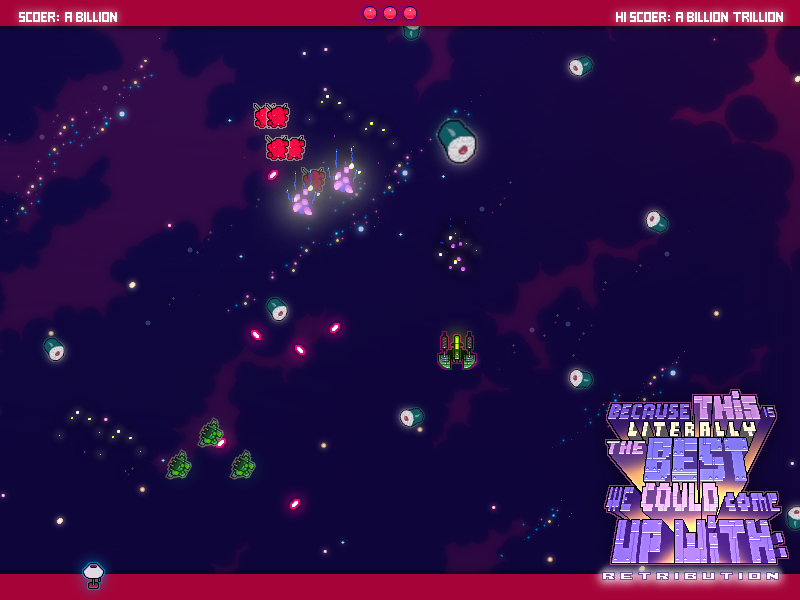 SCOER: A BILLION
HI SCOER: A BILLION TRILLION
BECAUSE THIS IS
LITERALLY
THE BEST
WE COULD COME
UP WITH:
RETRIBUTION